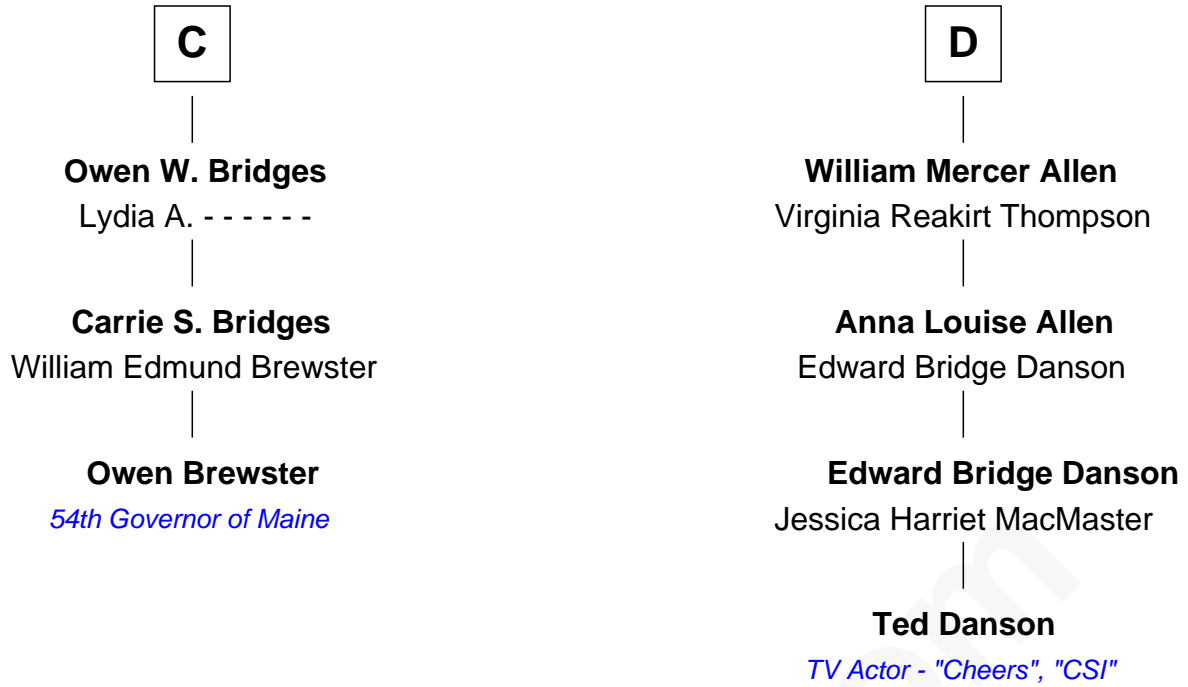 C
Owen W. Bridges
Lydia A. - - - - - -
Carrie S. Bridges
William Edmund Brewster
Owen Brewster
54th Governor of Maine
D
William Mercer Allen
Virginia Reakirt Thompson
Anna Louise Allen
Edward Bridge Danson
Edward Bridge Danson
Jessica Harriet MacMaster
Ted Danson
TV Actor - "Cheers", "CSI"